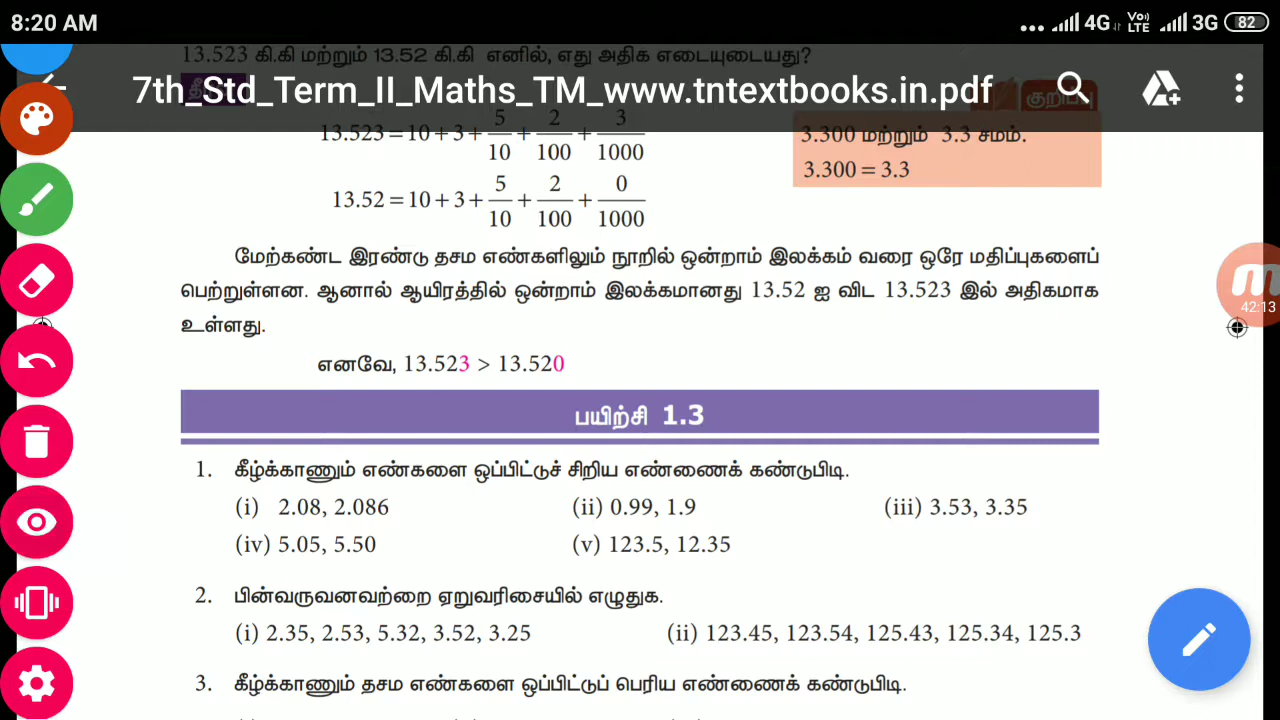 8:20 AM
4G VoLTE 3G 82
13.523 கி.கி மற்றும் 13.52 கி.கி எனில், எது அதிக எடையுடையது?
7th_Std_Term_II_Maths_TM_www.tntextbooks.in.pdf
குறிப்பு
13.523 = 10 + 3 + 5/10 + 2/100 + 3/1000
3.300 மற்றும் 3.3 சமம்.
3.300 = 3.3
13.52 = 10 + 3 + 5/10 + 2/100 + 0/1000
மேற்கண்ட இரண்டு தசம எண்களிலும் நூறில் ஒன்றாம் இலக்கம் வரை ஒரே மதிப்புகளைப்
பெற்றுள்ளன. ஆனால் ஆயிரத்தில் ஒன்றாம் இலக்கமானது 13.52 ஐ விட 13.523 இல் அதிகமாக
உள்ளது.
42:13
எனவே, 13.523 > 13.520
பயிற்சி 1.3
1. கீழ்க்காணும் எண்களை ஒப்பிட்டுச் சிறிய எண்ணைக் கண்டுபிடி.
(i) 2.08, 2.086 (ii) 0.99, 1.9 (iii) 3.53, 3.35
(iv) 5.05, 5.50 (v) 123.5, 12.35
2. பின்வருவனவற்றை ஏறுவரிசையில் எழுதுக.
(i) 2.35, 2.53, 5.32, 3.52, 3.25 (ii) 123.45, 123.54, 125.43, 125.34, 125.3
3. கீழ்க்காணும் தசம எண்களை ஒப்பிட்டுப் பெரிய எண்ணைக் கண்டுபிடி.